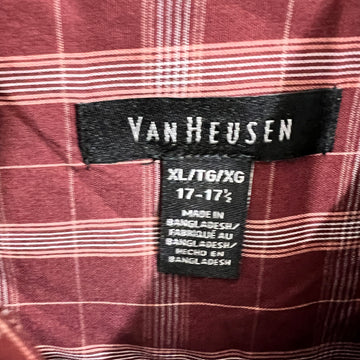 VAN HEUSEN
XL/TG/XG
17-17½
MADE IN
BANGLADESH/
FABRIQUÉ AU
BANGLADESH/
HECHO EN
BANGLADESH